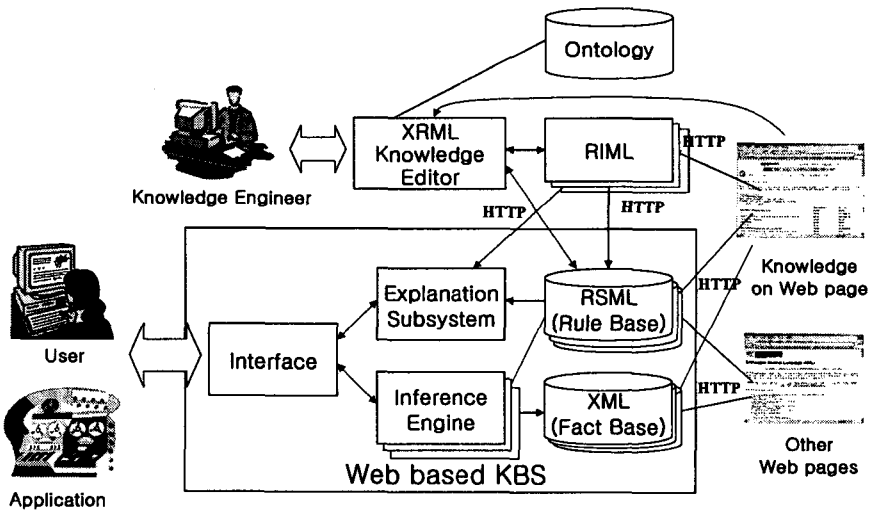 Ontology
XRML
Knowledge
Editor
RIML
HTTP
Knowledge Engineer
HTTP
HTTP
Knowledge
on Web page
Explanation
Subsystem
RSML
(Rule Base)
HTTP
User
Interface
Inference
Engine
XML
(Fact Base)
HTTP
Other
Web pages
Web based KBS
Application